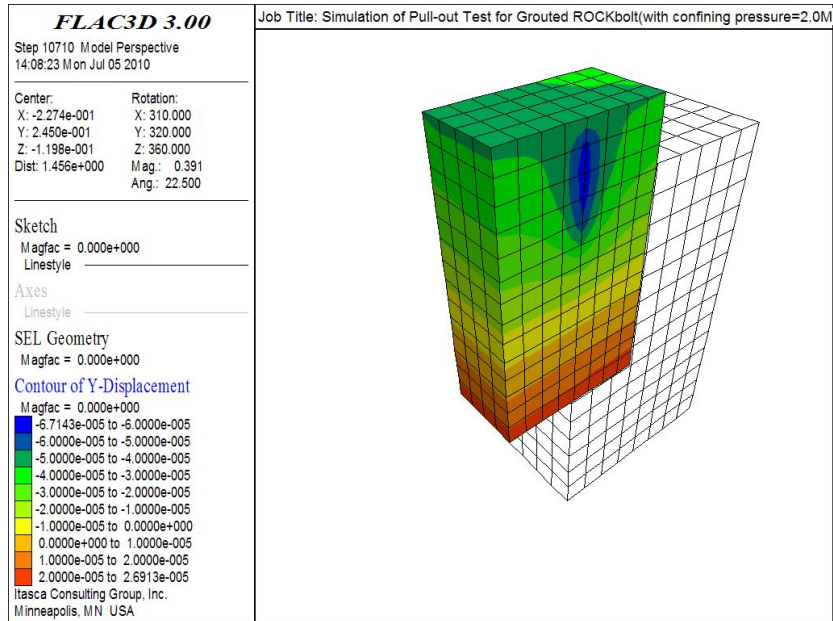 FLAC3D 3.00
Step 10710 Model Perspective
14:08:23 Mon Jul 05 2010
Center:
X: -2.274e-001
Y: 2.450e-001
Z: -1.198e-001
Dist: 1.456e+000
Rotation:
X: 310.000
Y: 320.000
Z: 360.000
Mag.: 0.391
Ang.: 22.500
Sketch
Magfac = 0.000e+000
Linestyle
Axes
Linestyle
SEL Geometry
Magfac = 0.000e+000
Contour of Y-Displacement
Magfac = 0.000e+000
-6.7143e-005 to -6.0000e-005
-6.0000e-005 to -5.0000e-005
-5.0000e-005 to -4.0000e-005
-4.0000e-005 to -3.0000e-005
-3.0000e-005 to -2.0000e-005
-2.0000e-005 to -1.0000e-005
-1.0000e-005 to 0.0000e+000
0.0000e+000 to 1.0000e-005
1.0000e-005 to 2.0000e-005
2.0000e-005 to 2.6913e-005
Itasca Consulting Group, Inc.
Minneapolis, MN USA
Job Title: Simulation of Pull-out Test for Grouted ROCKbolt(with confining pressure=2.0M